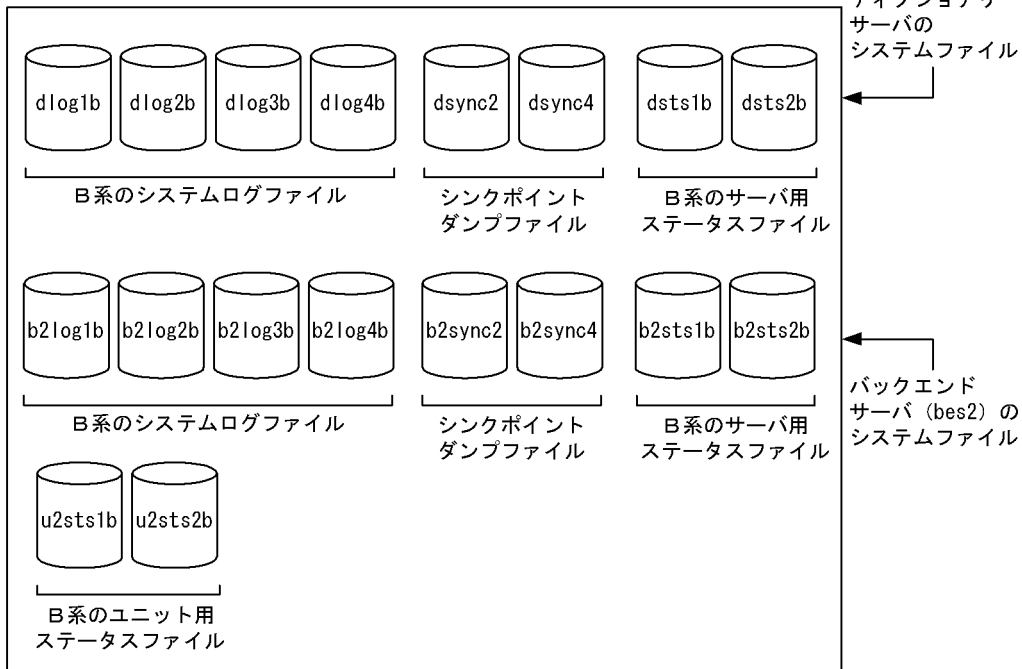 サーバの
システムファイル
dlog1b dlog2b dlog3b dlog4b dsync2 dsync4 dsts1b dsts2b
B系のシステムログファイル シンクポイント B系のサーバ用
ダンプファイル ステータスファイル
b2log1b b2log2b b2log3b b2log4b b2sync2 b2sync4 b2sts1b b2sts2b
バックエンド
サーバ(bes2)の
システムファイル
B系のシステムログファイル シンクポイント B系のサーバ用
ダンプファイル ステータスファイル
u2sts1b u2sts2b
B系のユニット用
ステータスファイル